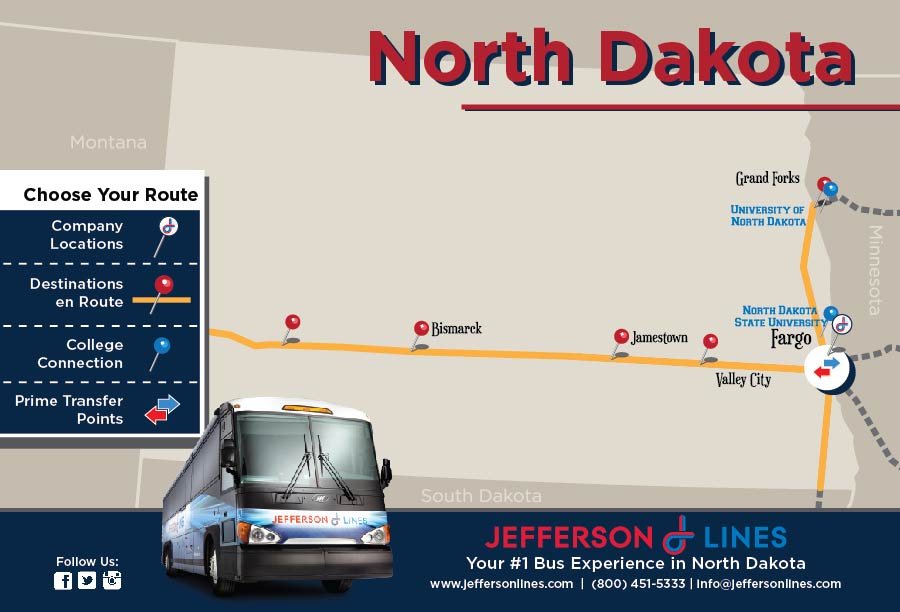 North Dakota
Montana
Choose Your Route
Company
Locations
Destinations
en Route
College
Connection
Prime Transfer
Points
Grand Forks
UNIVERSITY OF
NORTH DAKOTA
Minnesota
NORTH DAKOTA
STATE UNIVERSITY
Fargo
Bismarck
Jamestown
Valley City
South Dakota
JEFFERSON LINES
JEFFERSON LINES
Your #1 Bus Experience in North Dakota
www.jeffersonlines.com | (800) 451-5333 | Info@jeffersonlines.com
Follow Us: